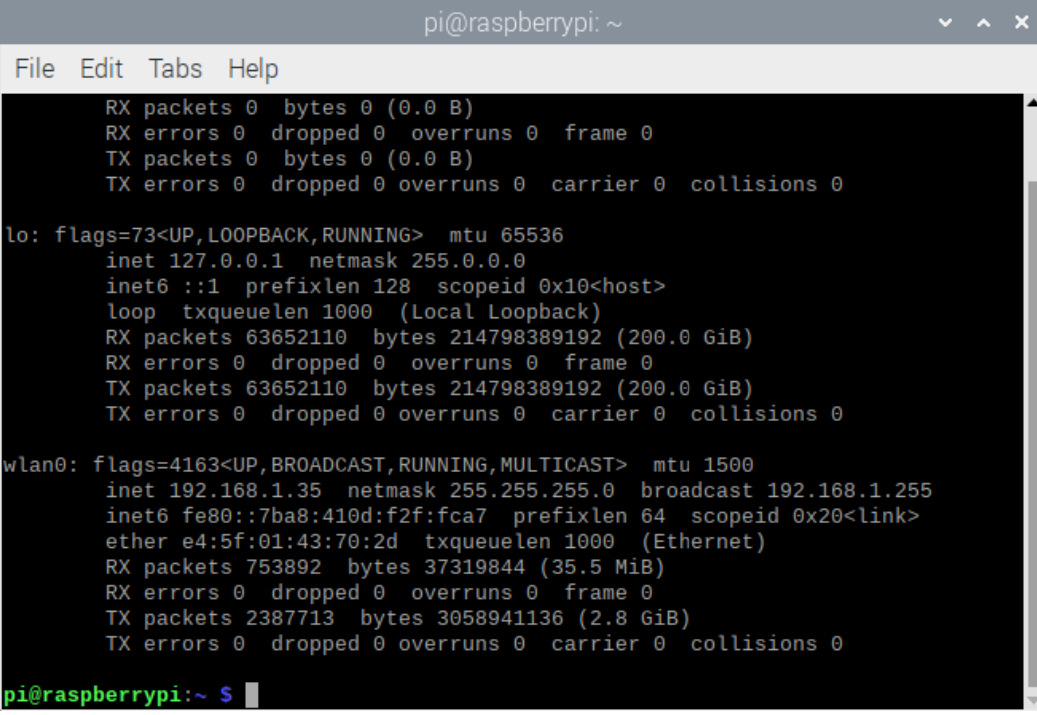 pi@raspberrypi: ~
File Edit Tabs Help
RX packets 0  bytes 0 (0.0 B)
RX errors 0  dropped 0  overruns 0  frame 0
TX packets 0  bytes 0 (0.0 B)
TX errors 0  dropped 0 overruns 0  carrier 0  collisions 0
lo: flags=73<UP,LOOPBACK,RUNNING>  mtu 65536
inet 127.0.0.1  netmask 255.0.0.0
inet6 ::1  prefixlen 128  scopeid 0x10<host>
loop  txqueuelen 1000  (Local Loopback)
RX packets 63652110  bytes 214798389192 (200.0 GiB)
RX errors 0  dropped 0  overruns 0  frame 0
TX packets 63652110  bytes 214798389192 (200.0 GiB)
TX errors 0  dropped 0 overruns 0  carrier 0  collisions 0
wlan0: flags=4163<UP,BROADCAST,RUNNING,MULTICAST>  mtu 1500
inet 192.168.1.35  netmask 255.255.255.0  broadcast 192.168.1.255
inet6 fe80::7ba8:410d:f2f:fca7  prefixlen 64  scopeid 0x20<link>
ether e4:5f:01:43:70:2d  txqueuelen 1000  (Ethernet)
RX packets 753892  bytes 37319844 (35.5 MiB)
RX errors 0  dropped 0  overruns 0  frame 0
TX packets 2387713  bytes 3058941136 (2.8 GiB)
TX errors 0  dropped 0 overruns 0  carrier 0  collisions 0
pi@raspberrypi:~ $